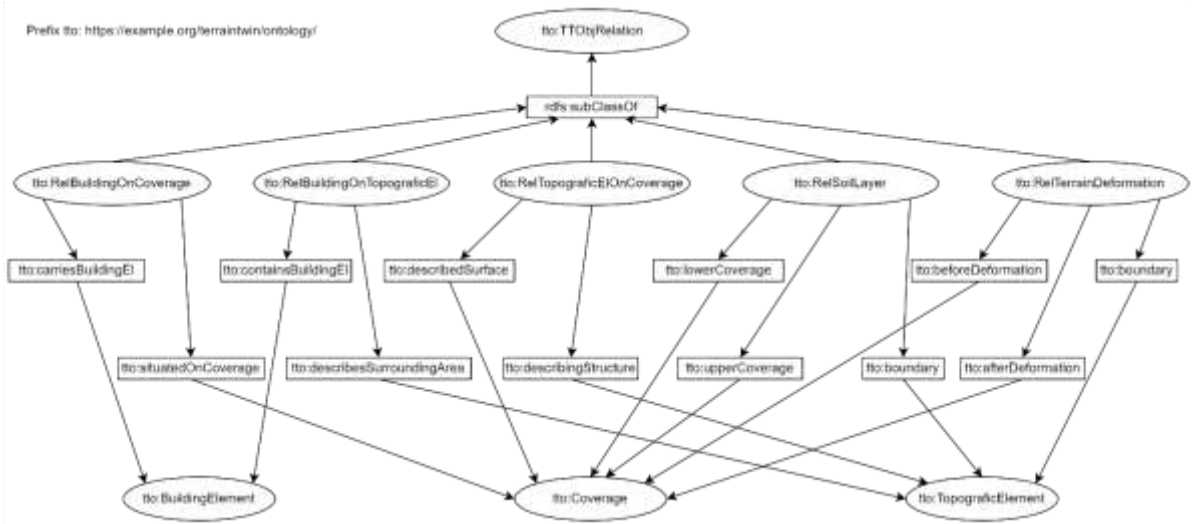 Prefix tto: https://example.org/terraintwin/ontology/
tto:TTObjRelation
rdfs:subClassOf
tto:RelBuildingOnCoverage
tto:RelBuildingOnTopograficEl
tto:RelTopograficElOnCoverage
tto:RelSoilLayer
tto:RelTerrainDeformation
tto:carriesBuildingEl
tto:containsBuildingEl
tto:describedSurface
tto:lowerCoverage
tto:beforeDeformation
tto:boundary
tto:situatedOnCoverage
tto:describesSurroundingArea
tto:describingStructure
tto:upperCoverage
tto:boundary
tto:afterDeformation
tto:BuildingElement
tto:Coverage
tto:TopograficElement